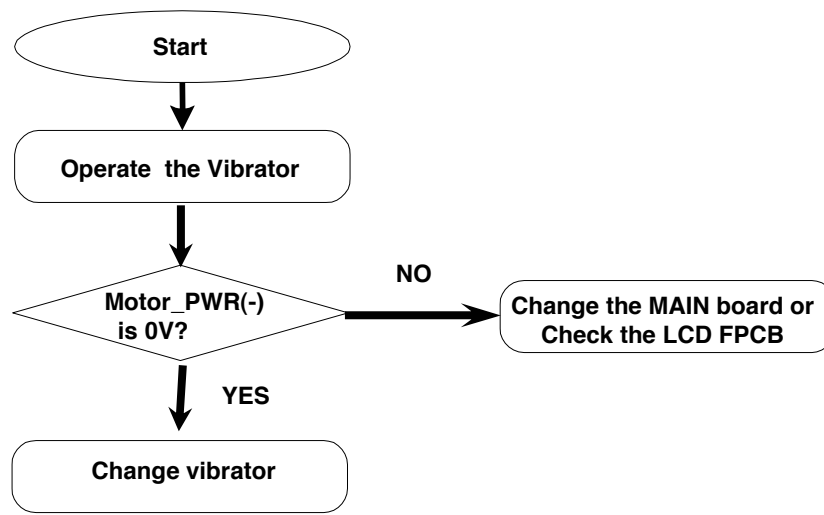 Start
Operate the Vibrator
Motor_PWR(-)
is 0V?
NO
Change the MAIN board or
Check the LCD FPCB
YES
Change vibrator